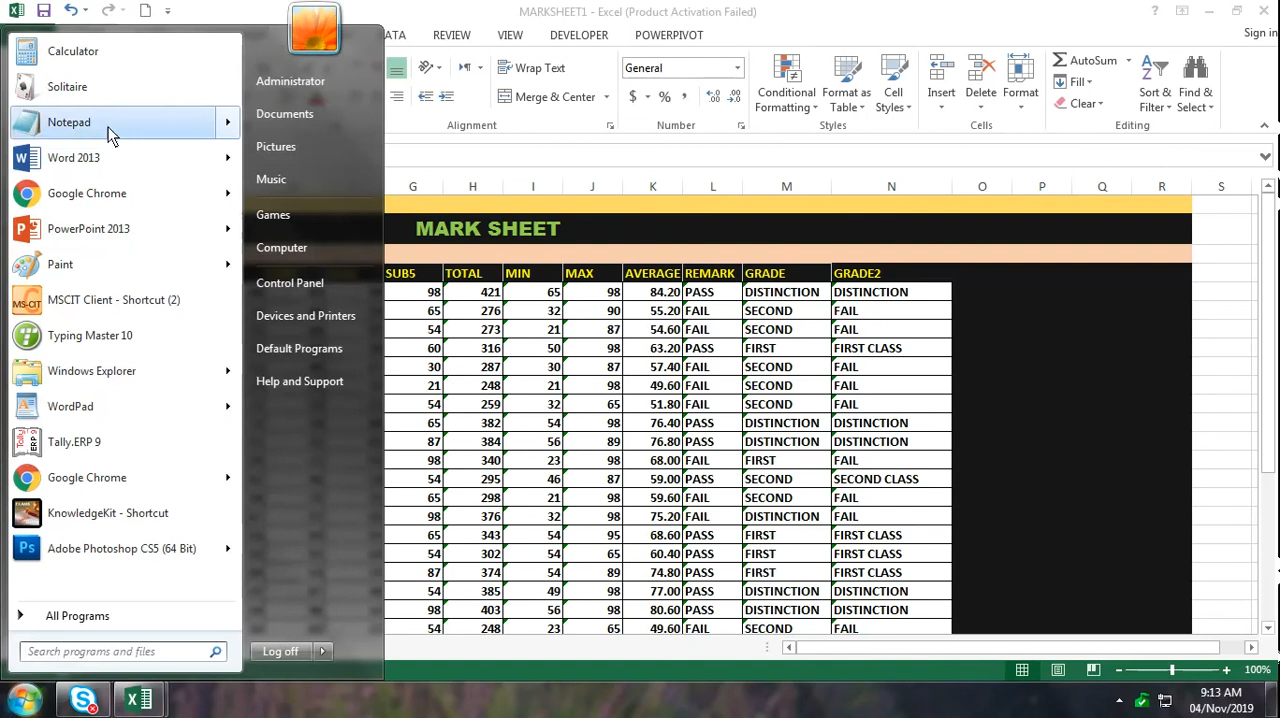 MARKSHEET1 - Excel (Product Activation Failed)
ATA REVIEW VIEW DEVELOPER POWERPIVOT Sign in
Wrap Text
Merge & Center
Alignment
General
$ % ,
Number
Conditional Formatting
Format as Table
Cell Styles
Styles
Insert
Delete
Format
Cells
AutoSum
Fill
Clear
Sort & Filter
Find & Select
Editing
Calculator
Solitaire
Notepad
Word 2013
Google Chrome
PowerPoint 2013
Paint
MSCIT Client - Shortcut (2)
Typing Master 10
Windows Explorer
WordPad
Tally.ERP 9
Google Chrome
KnowledgeKit - Shortcut
Adobe Photoshop CS5 (64 Bit)
All Programs
Search programs and files
Administrator
Documents
Pictures
Music
Games
Computer
Control Panel
Devices and Printers
Default Programs
Help and Support
Log off
G H I J K L M N O P Q R S
MARK SHEET
SUB5 TOTAL MIN MAX AVERAGE REMARK GRADE GRADE2
98 421 65 98 84.20 PASS DISTINCTION DISTINCTION
65 276 32 90 55.20 FAIL SECOND FAIL
54 273 21 87 54.60 FAIL SECOND FAIL
60 316 50 98 63.20 PASS FIRST FIRST CLASS
30 287 30 87 57.40 FAIL SECOND FAIL
21 248 21 98 49.60 FAIL SECOND FAIL
54 259 32 65 51.80 FAIL SECOND FAIL
65 382 54 98 76.40 PASS DISTINCTION DISTINCTION
87 384 56 89 76.80 PASS DISTINCTION DISTINCTION
98 340 23 98 68.00 FAIL FIRST FAIL
54 295 46 87 59.00 PASS SECOND SECOND CLASS
65 298 21 98 59.60 FAIL SECOND FAIL
98 376 32 98 75.20 FAIL DISTINCTION FAIL
65 343 54 95 68.60 PASS FIRST FIRST CLASS
54 302 54 65 60.40 PASS FIRST FIRST CLASS
87 374 54 89 74.80 PASS FIRST FIRST CLASS
54 385 49 98 77.00 PASS DISTINCTION DISTINCTION
98 403 56 98 80.60 PASS DISTINCTION DISTINCTION
54 248 23 65 49.60 FAIL SECOND FAIL
100%
9:13 AM
04/Nov/2019